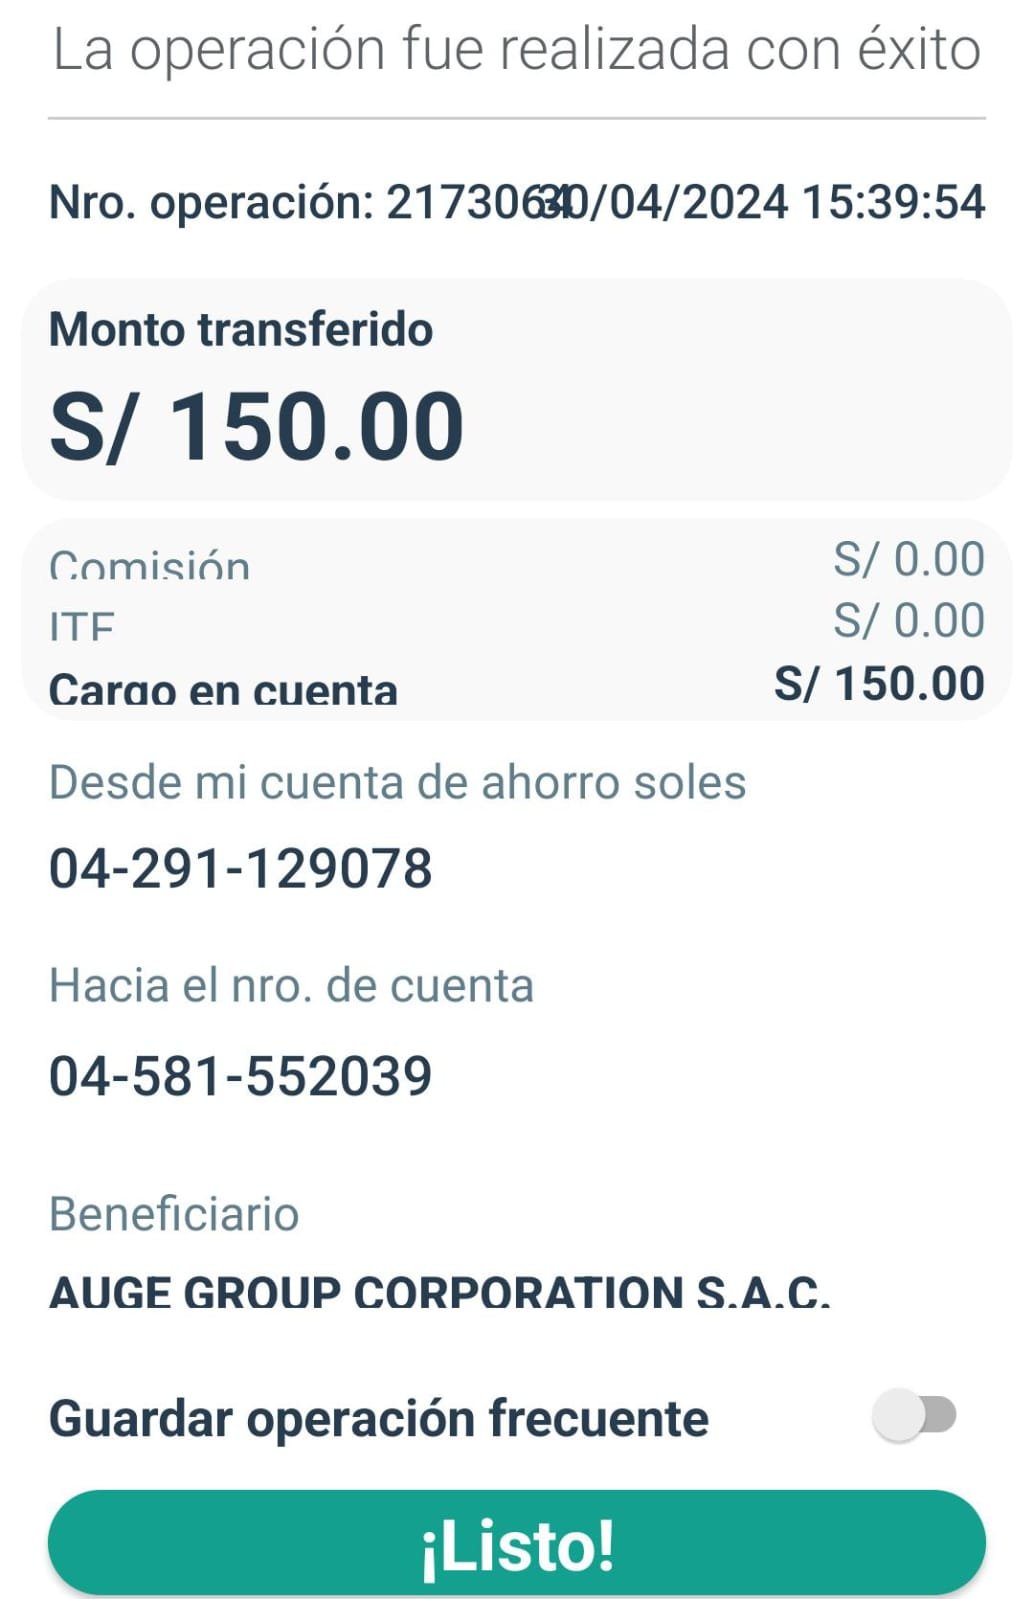 La operación fue realizada con éxito
Nro. operación: 21730640 30/04/2024 15:39:54
Monto transferido
S/ 150.00
Comisión S/ 0.00
ITF S/ 0.00
Cargo en cuenta S/ 150.00
Desde mi cuenta de ahorro soles
04-291-129078
Hacia el nro. de cuenta
04-581-552039
Beneficiario
AUGE GROUP CORPORATION S.A.C.
Guardar operación frecuente
¡Listo!